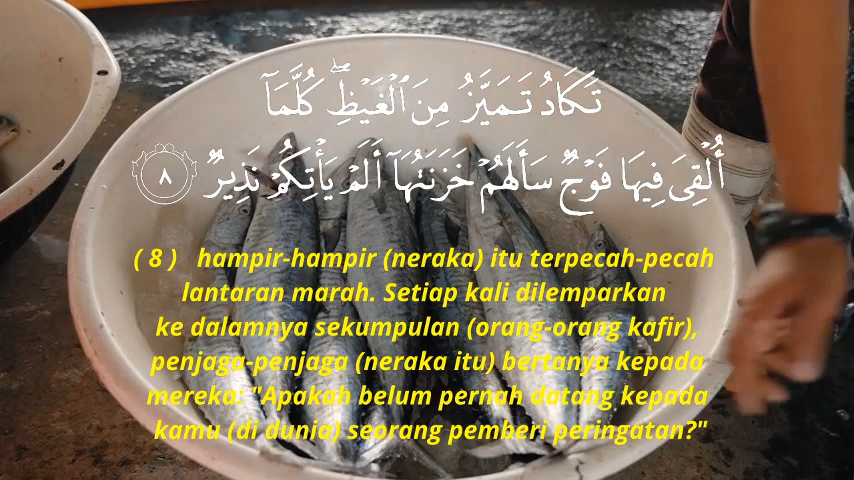 تَكَادُ تَمَيَّزُ مِنَ ٱلْغَيْظِ ۖ كُلَّمَآ
أُلْقِىَ فِيهَا فَوْجٌ سَأَلَهُمْ خَزَنَتُهَآ أَلَمْ يَأْتِكُمْ نَذِيرٌ ٨
( 8 ) hampir-hampir (neraka) itu terpecah-pecah
lantaran marah. Setiap kali dilemparkan
ke dalamnya sekumpulan (orang-orang kafir),
penjaga-penjaga (neraka itu) bertanya kepada
mereka: "Apakah belum pernah datang kepada
kamu (di dunia) seorang pemberi peringatan?"